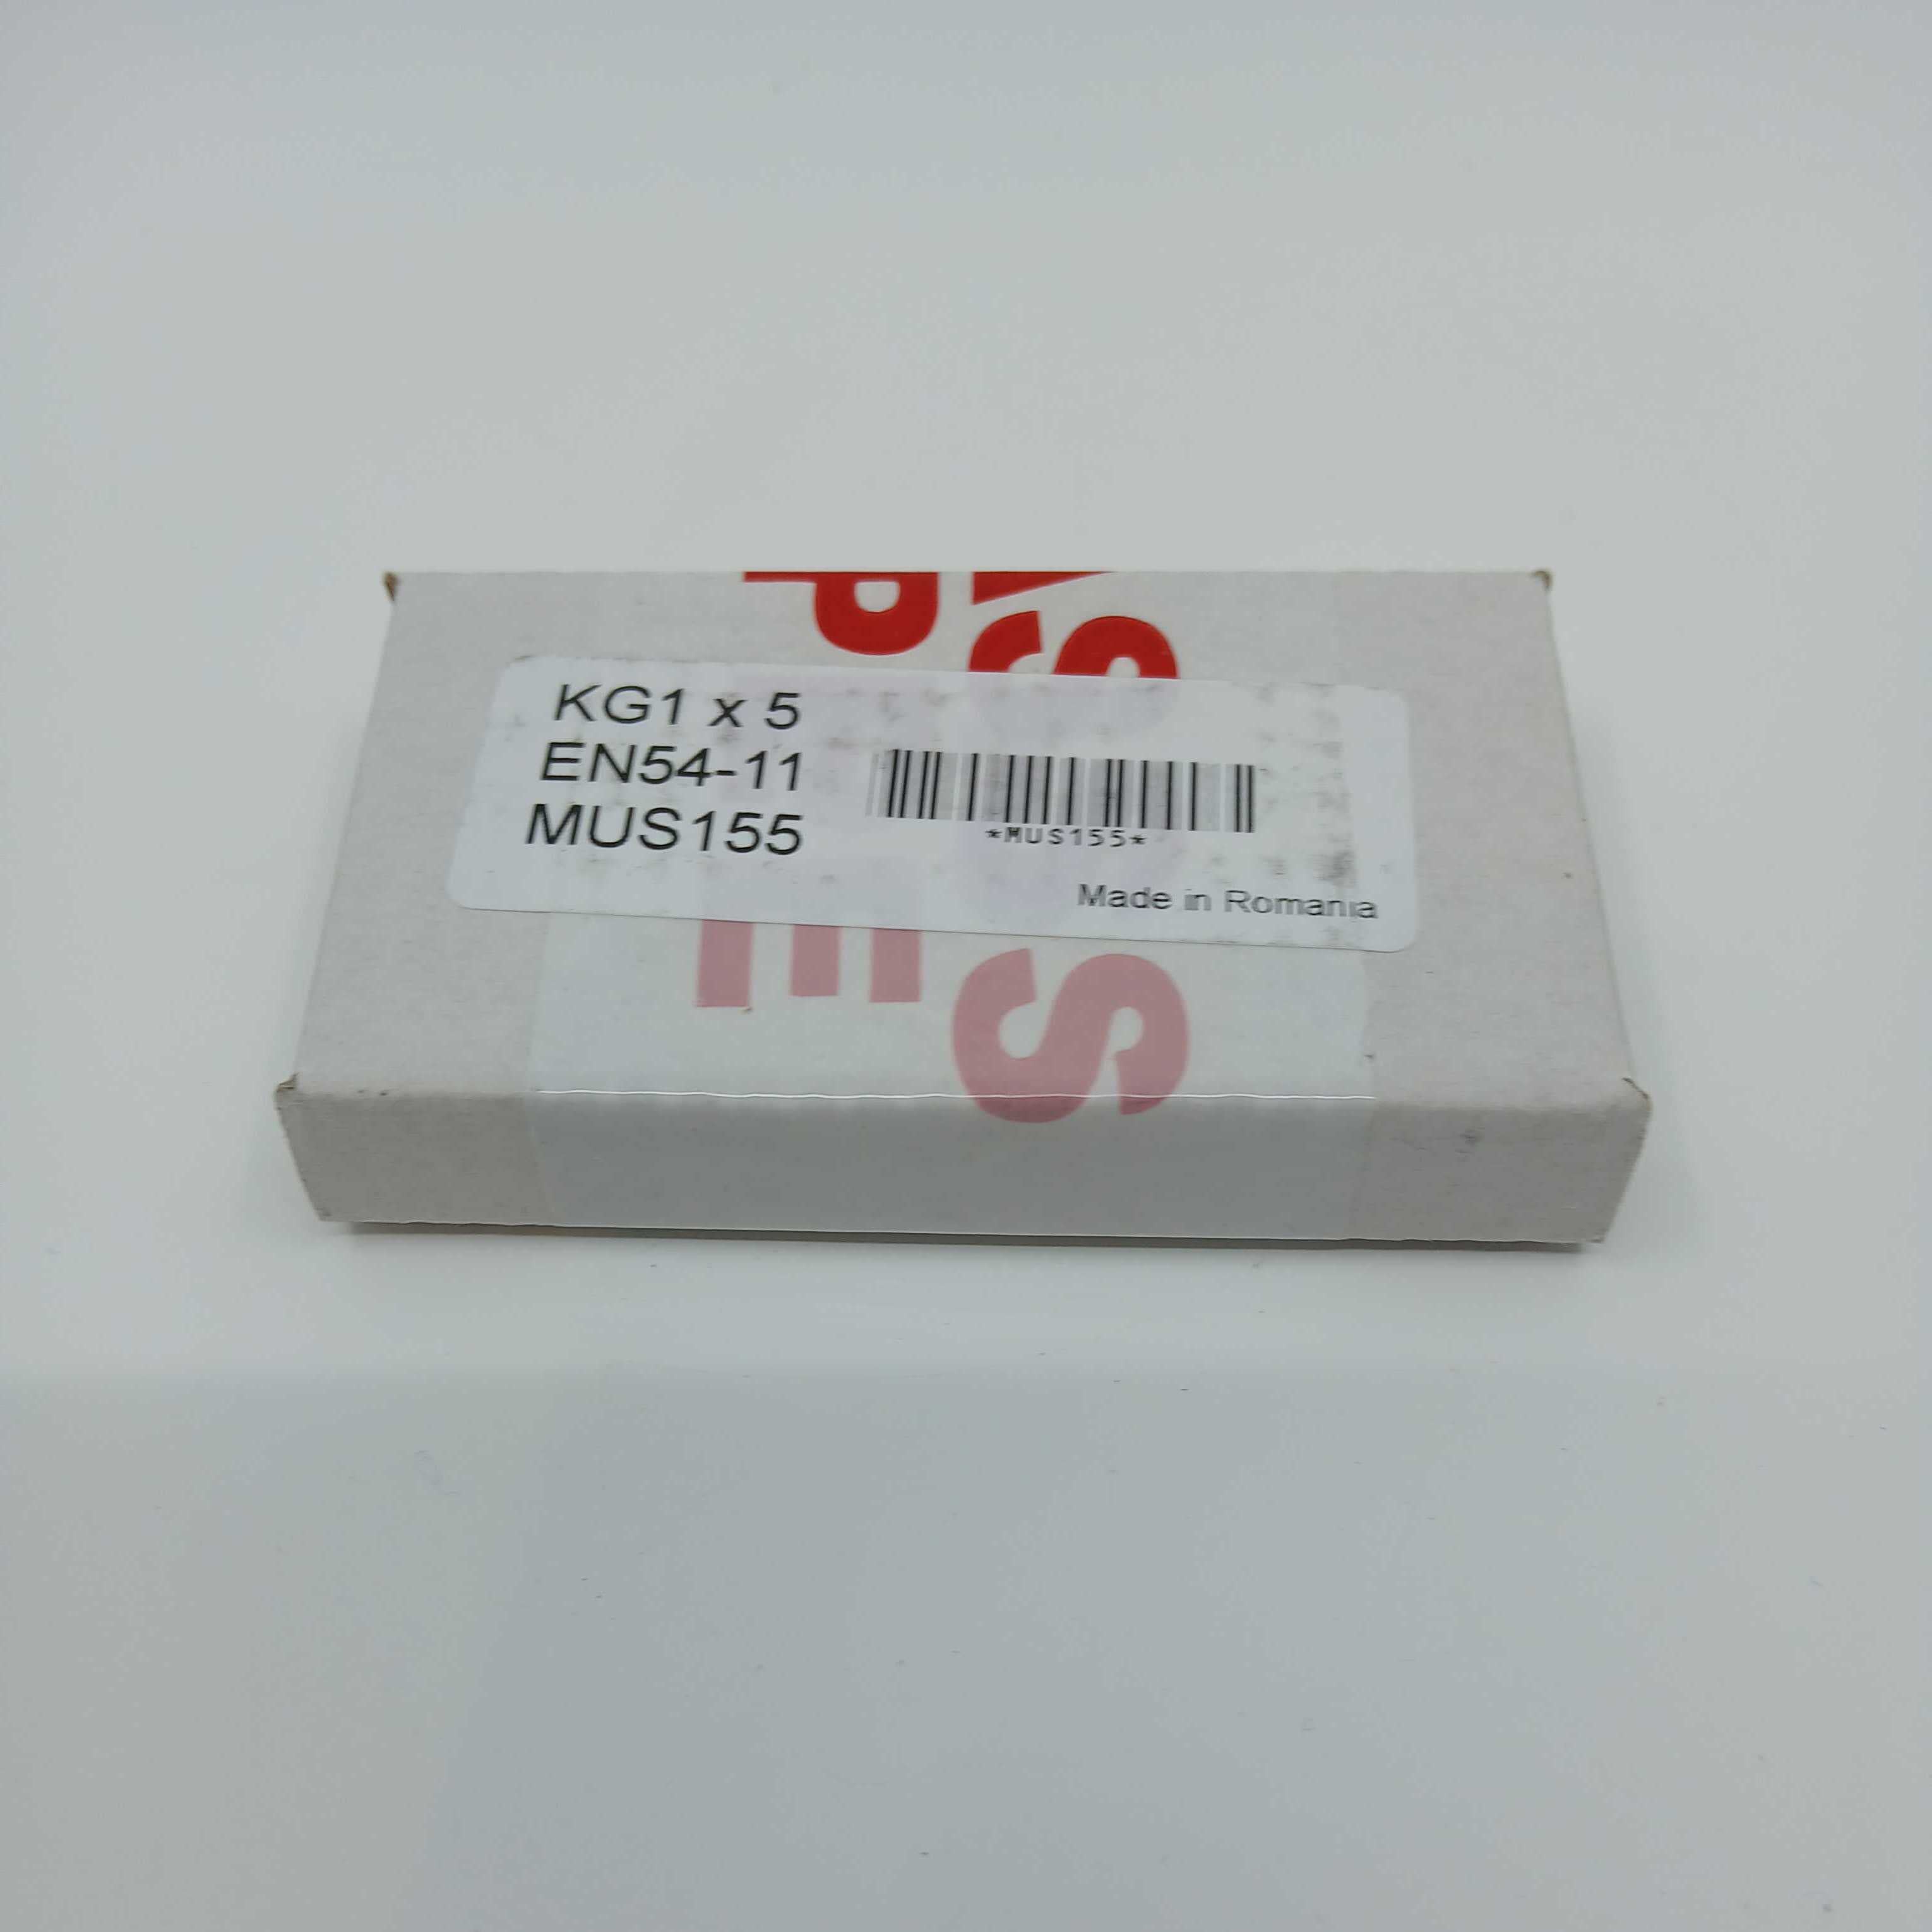 KG1 x 5
EN54-11
MUS155
*MUS155*
Made in Romania